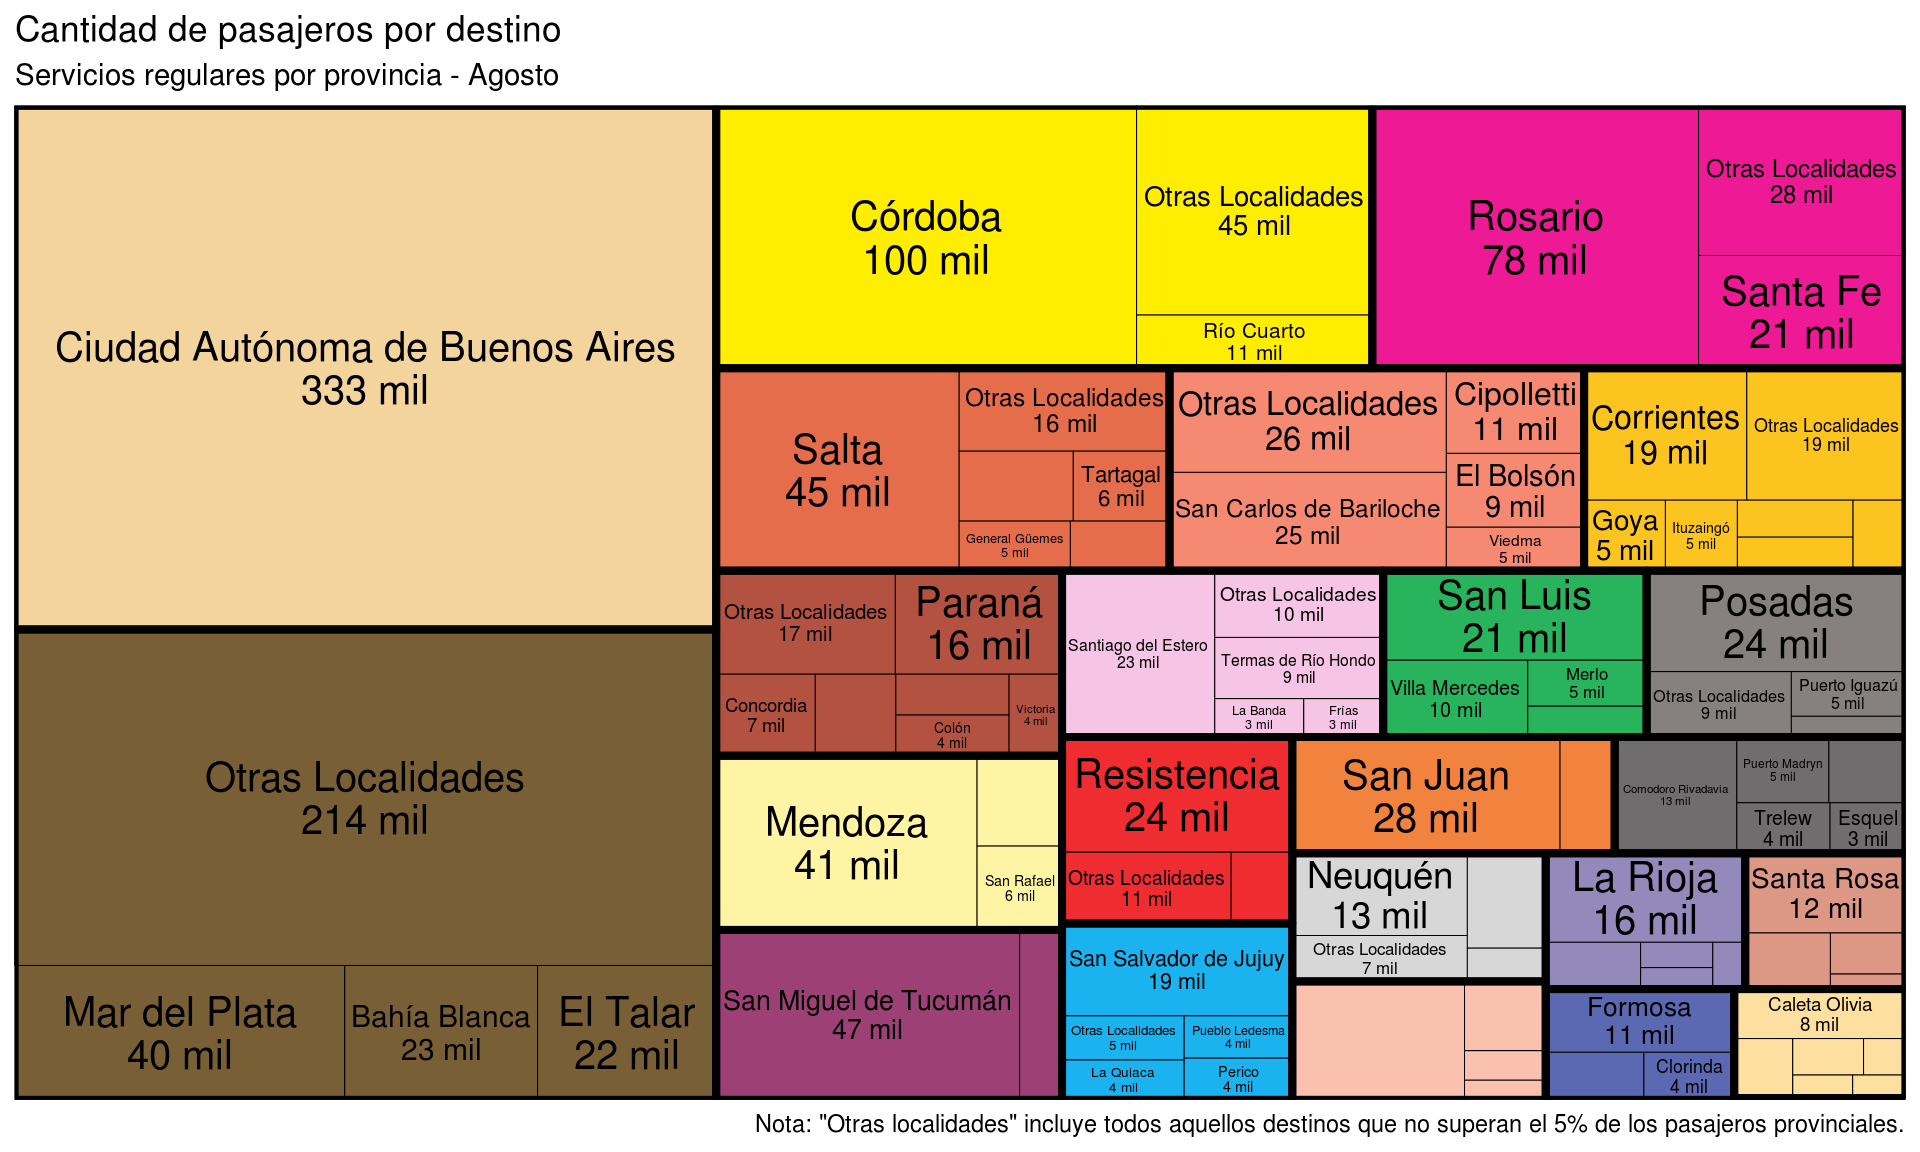 Cantidad de pasajeros por destino
Servicios regulares por provincia - Agosto
Ciudad Autónoma de Buenos Aires
333 mil
Otras Localidades
214 mil
Mar del Plata
40 mil
Bahía Blanca
23 mil
El Talar
22 mil
Córdoba
100 mil
Otras Localidades
45 mil
Río Cuarto
11 mil
Rosario
78 mil
Otras Localidades
28 mil
Santa Fe
21 mil
Salta
45 mil
Otras Localidades
16 mil
Tartagal
6 mil
General Güemes
5 mil
Otras Localidades
26 mil
San Carlos de Bariloche
25 mil
Cipolletti
11 mil
El Bolsón
9 mil
Viedma
5 mil
Corrientes
19 mil
Otras Localidades
19 mil
Goya
5 mil
Ituzaingó
5 mil
Otras Localidades
17 mil
Paraná
16 mil
Concordia
7 mil
Colón
4 mil
Victoria
4 mil
Santiago del Estero
23 mil
Otras Localidades
10 mil
Termas de Río Hondo
9 mil
La Banda
3 mil
Frías
3 mil
San Luis
21 mil
Villa Mercedes
10 mil
Merlo
5 mil
Posadas
24 mil
Otras Localidades
9 mil
Puerto Iguazú
5 mil
Mendoza
41 mil
San Rafael
6 mil
Resistencia
24 mil
Otras Localidades
11 mil
San Juan
28 mil
Comodoro Rivadavia
13 mil
Puerto Madryn
5 mil
Trelew
4 mil
Esquel
3 mil
San Miguel de Tucumán
47 mil
San Salvador de Jujuy
19 mil
Otras Localidades
5 mil
Pueblo Ledesma
4 mil
La Quiaca
4 mil
Perico
4 mil
Neuquén
13 mil
Otras Localidades
7 mil
La Rioja
16 mil
Santa Rosa
12 mil
Formosa
11 mil
Clorinda
4 mil
Caleta Olivia
8 mil
Nota: "Otras localidades" incluye todos aquellos destinos que no superan el 5% de los pasajeros provinciales.